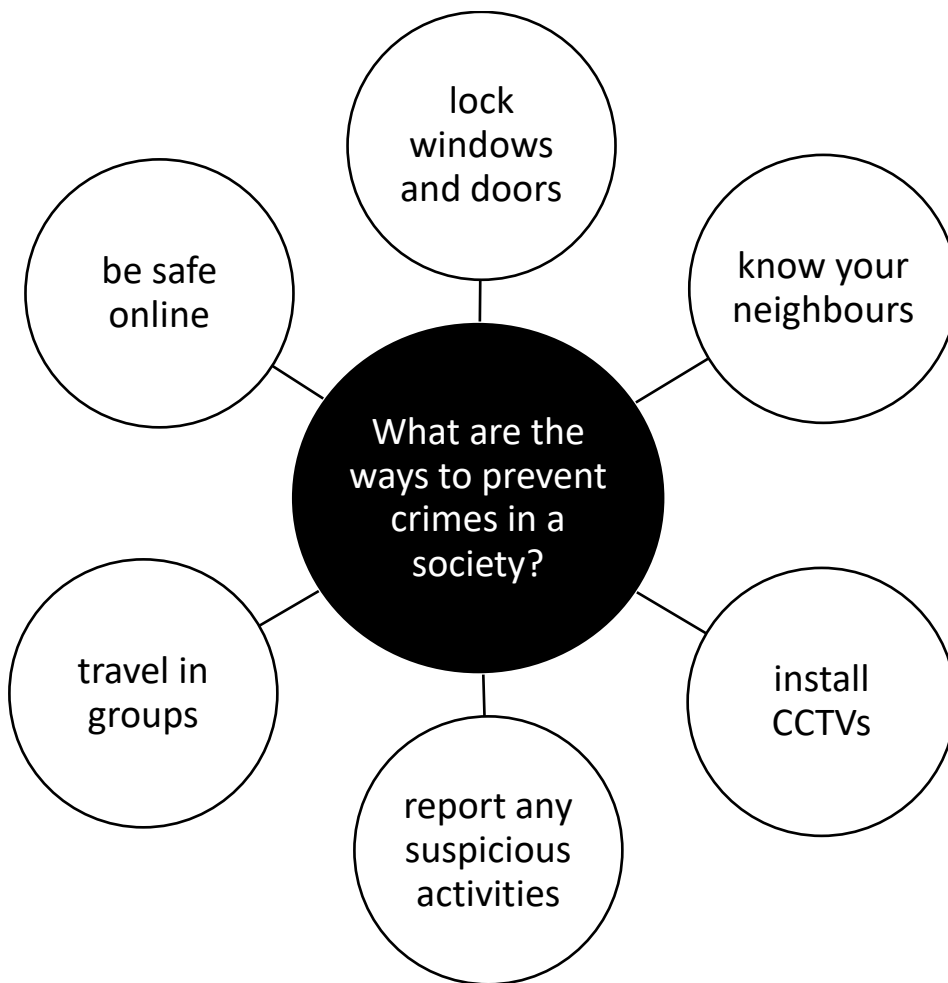 lock
windows
and doors
be safe
online
know your
neighbours
What are the
ways to prevent
crimes in a
society?
travel in
groups
install
CCTVs
report any
suspicious
activities